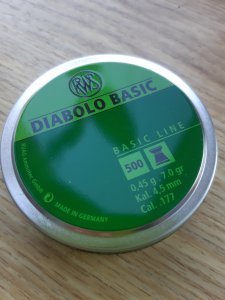 RWS
DIABOLO BASIC
BASIC LINE
500
0,45 g · 7.0 gr
Kal. 4,5 mm
Cal. .177
MADE IN GERMANY